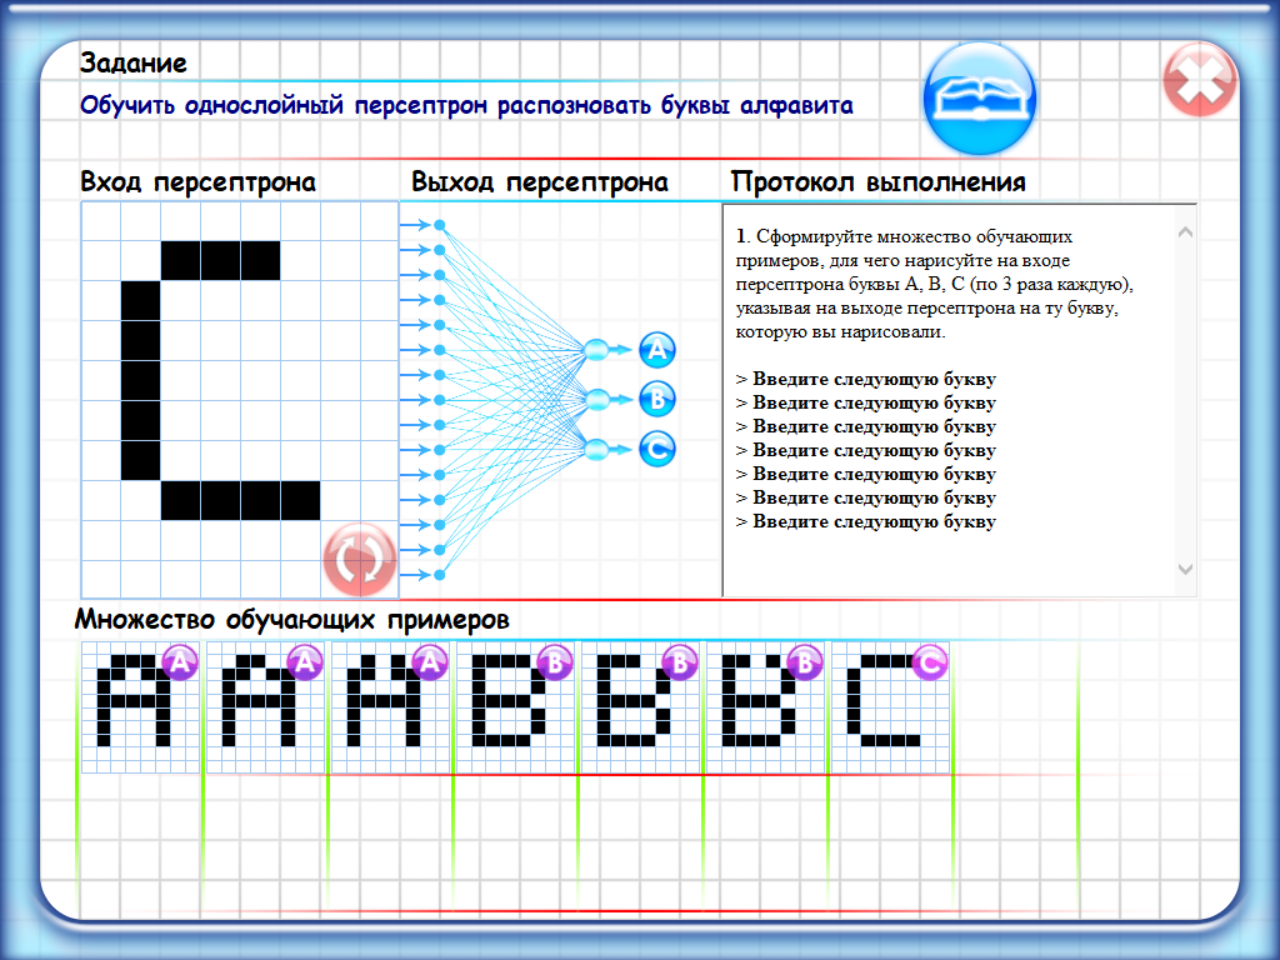 Задание
Обучить однослойный персептрон распозновать буквы алфавита
Вход персептрона
Выход персептрона
Протокол выполнения
A
B
C
1. Сформируйте множество обучающих
примеров, для чего нарисуйте на входе
персептрона буквы A, B, C (по 3 раза каждую),
указывая на выходе персептрона на ту букву,
которую вы нарисовали.
> Введите следующую букву
> Введите следующую букву
> Введите следующую букву
> Введите следующую букву
> Введите следующую букву
> Введите следующую букву
> Введите следующую букву
Множество обучающих примеров
A A A B B B C